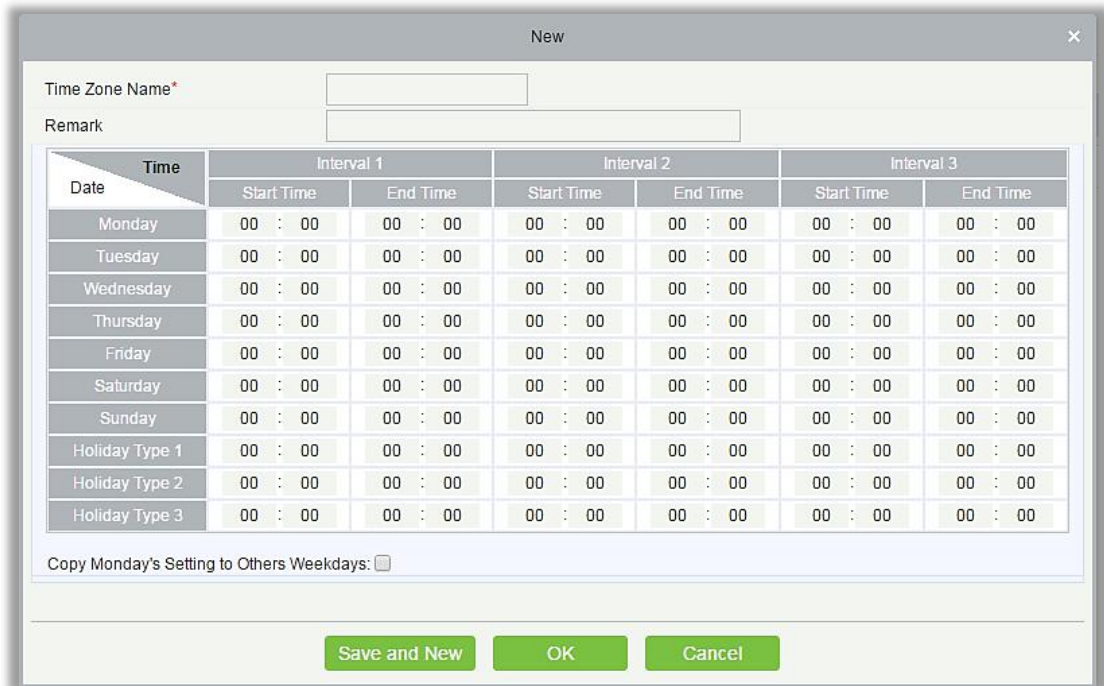 New ×
Time Zone Name*
Remark
Time Interval 1 Interval 2 Interval 3
Date Start Time End Time Start Time End Time Start Time End Time
Monday 00 : 00 00 : 00 00 : 00 00 : 00 00 : 00 00 : 00
Tuesday 00 : 00 00 : 00 00 : 00 00 : 00 00 : 00 00 : 00
Wednesday 00 : 00 00 : 00 00 : 00 00 : 00 00 : 00 00 : 00
Thursday 00 : 00 00 : 00 00 : 00 00 : 00 00 : 00 00 : 00
Friday 00 : 00 00 : 00 00 : 00 00 : 00 00 : 00 00 : 00
Saturday 00 : 00 00 : 00 00 : 00 00 : 00 00 : 00 00 : 00
Sunday 00 : 00 00 : 00 00 : 00 00 : 00 00 : 00 00 : 00
Holiday Type 1 00 : 00 00 : 00 00 : 00 00 : 00 00 : 00 00 : 00
Holiday Type 2 00 : 00 00 : 00 00 : 00 00 : 00 00 : 00 00 : 00
Holiday Type 3 00 : 00 00 : 00 00 : 00 00 : 00 00 : 00 00 : 00
Copy Monday's Setting to Others Weekdays:
Save and New OK Cancel